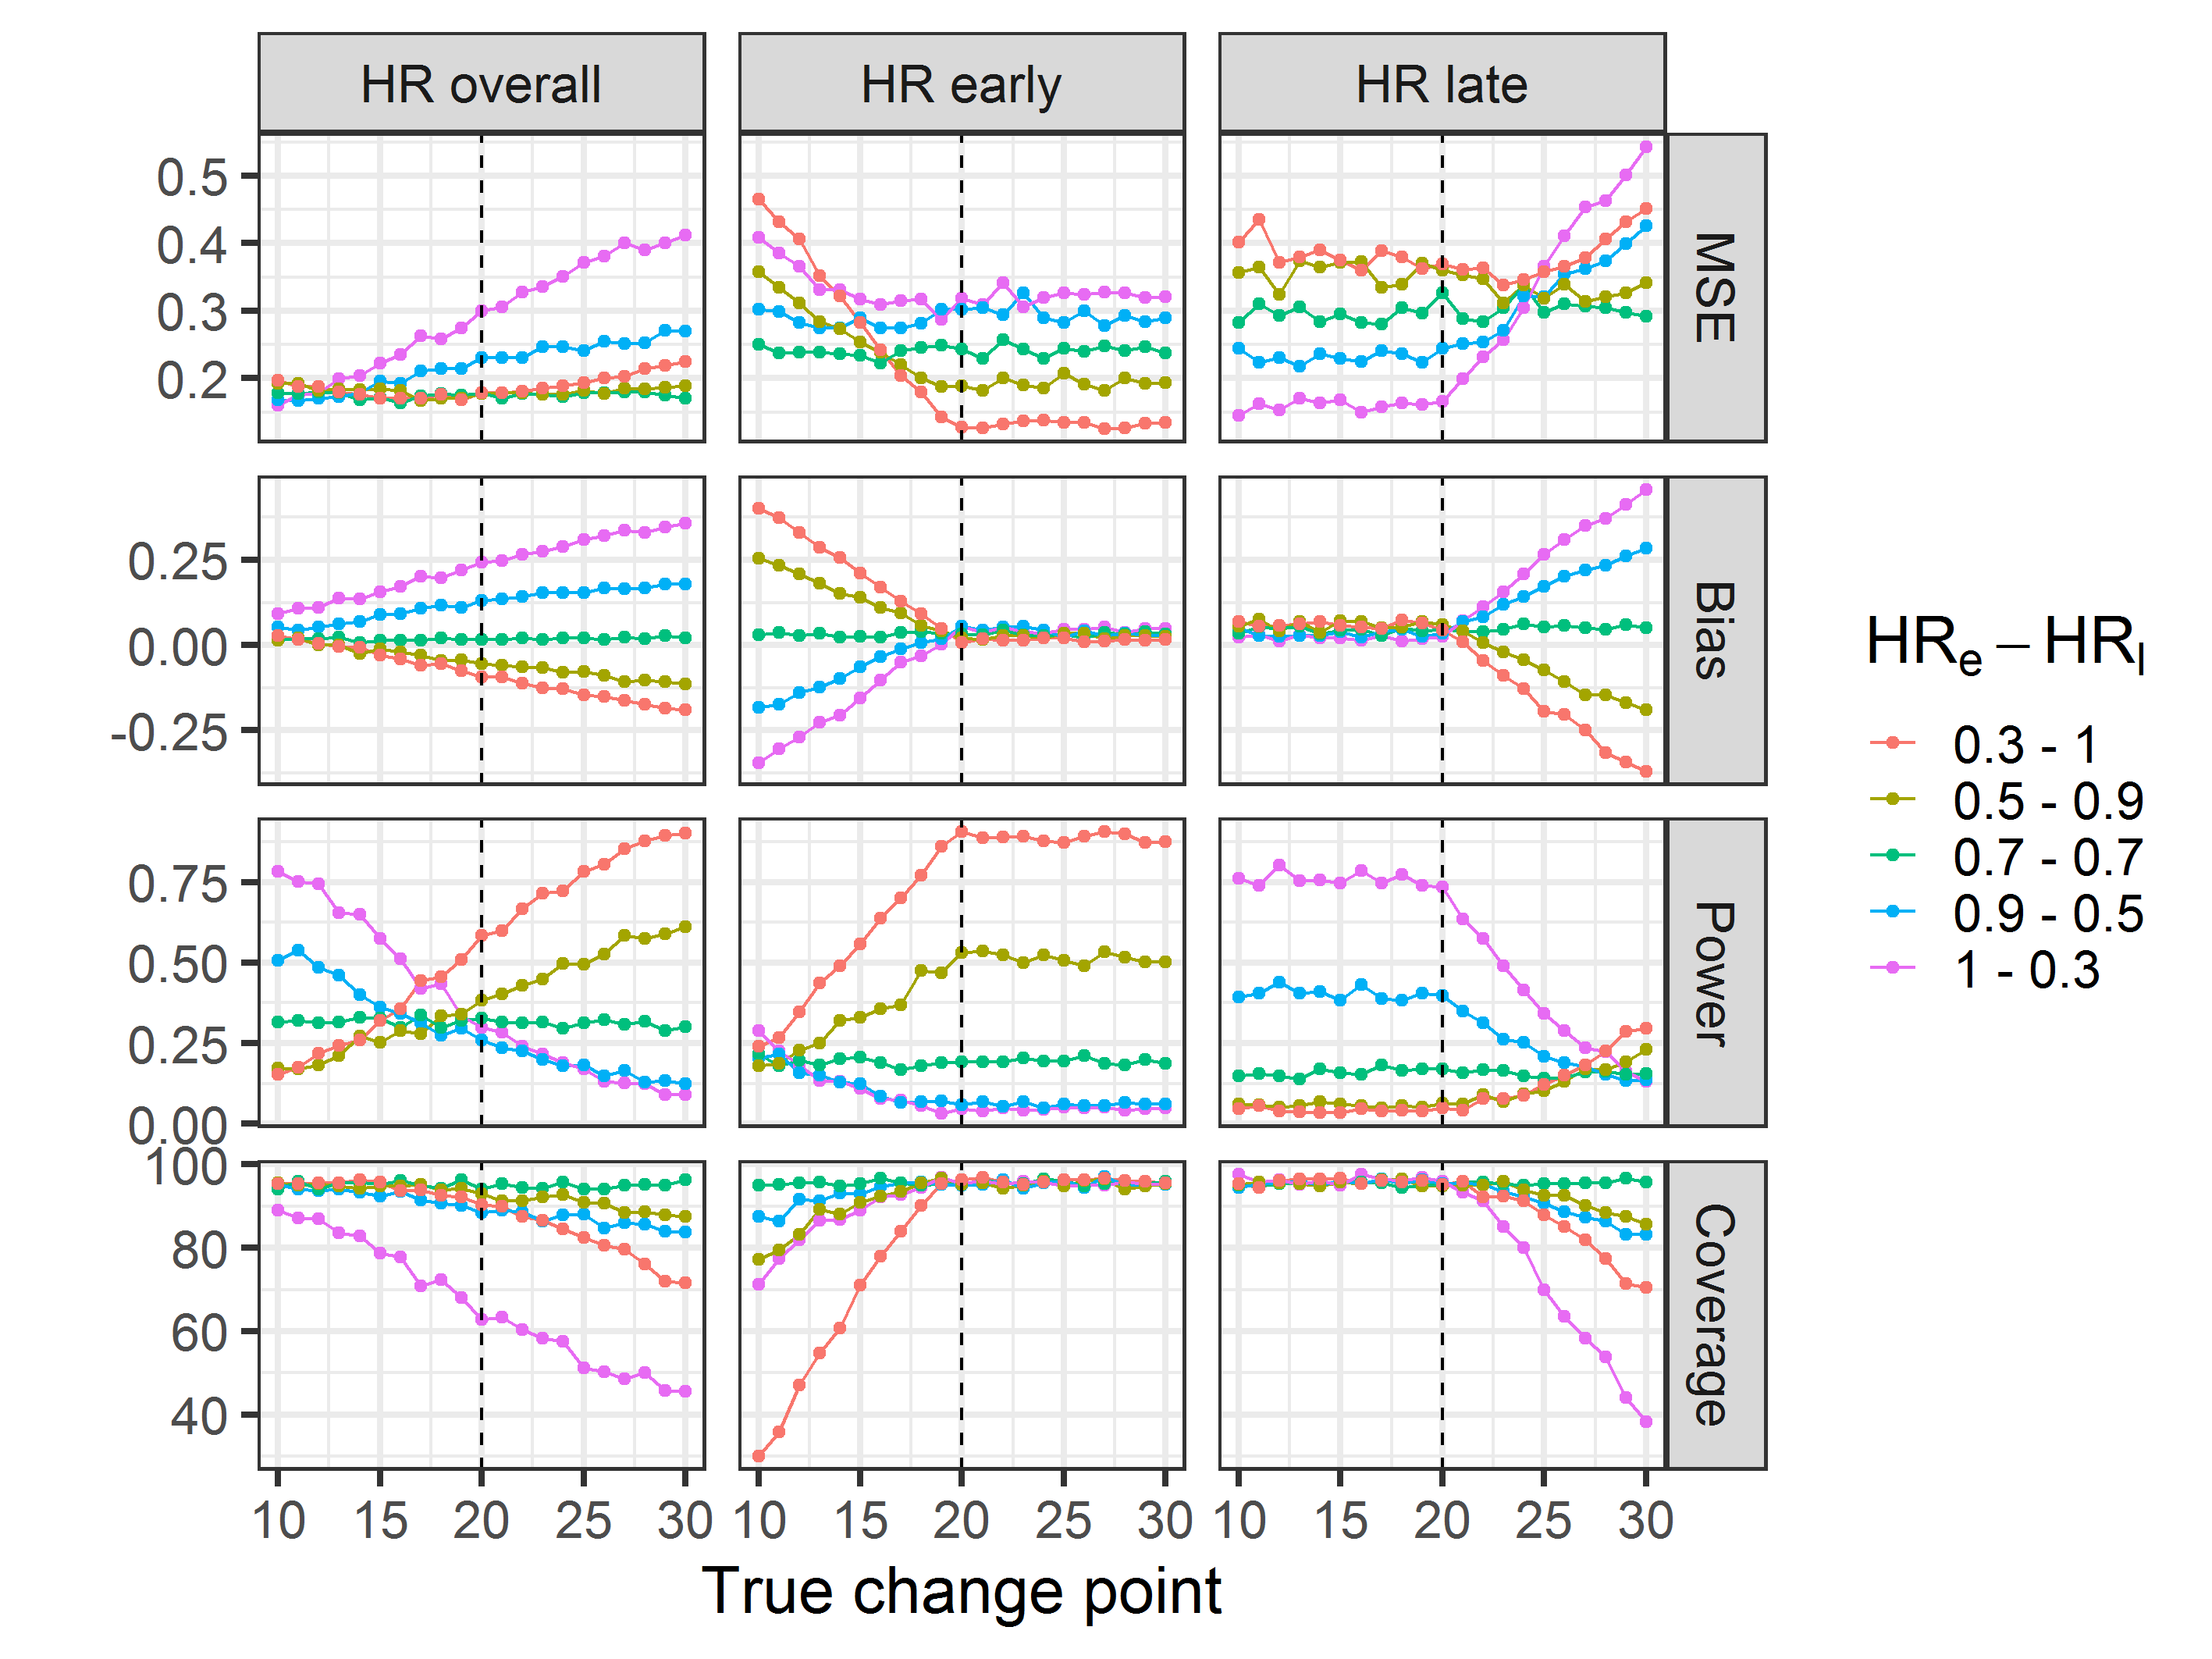 HR overall HR early HR late
0.5
0.4
0.3
0.2
MSE
0.25
0.00
-0.25
Bias
0.75
0.50
0.25
0.00
Power
100
80
60
40
Coverage
10 15 20 25 30 10 15 20 25 30 10 15 20 25 30
True change point
HRe – HRl
0.3 - 1
0.5 - 0.9
0.7 - 0.7
0.9 - 0.5
1 - 0.3